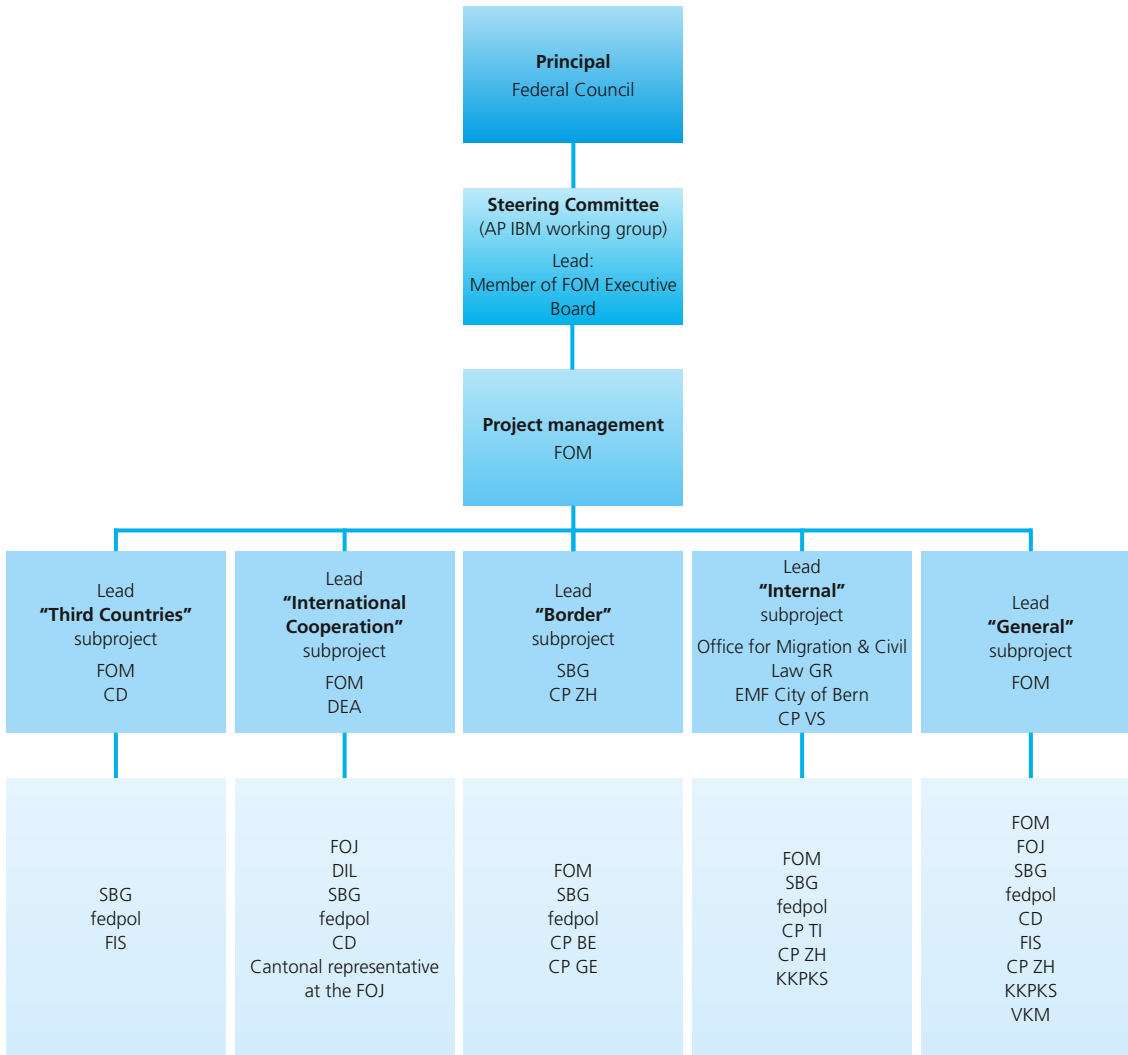 Principal
Federal Council
Steering Committee
(AP IBM working group)
Lead:
Member of FOM Executive
Board
Project management
FOM
Lead
“Third Countries”
subproject
FOM
CD
Lead
“International
Cooperation”
subproject
FOM
DEA
Lead
“Border”
subproject
SBG
CP ZH
Lead
“Internal”
subproject
Office for Migration & Civil
Law GR
EMF City of Bern
CP VS
Lead
“General”
subproject
FOM
SBG
fedpol
FIS
FOJ
DIL
SBG
fedpol
CD
Cantonal representative
at the FOJ
FOM
SBG
fedpol
CP BE
CP GE
FOM
SBG
fedpol
CP TI
CP ZH
KKPKS
FOM
FOJ
SBG
fedpol
CD
FIS
CP ZH
KKPKS
VKM